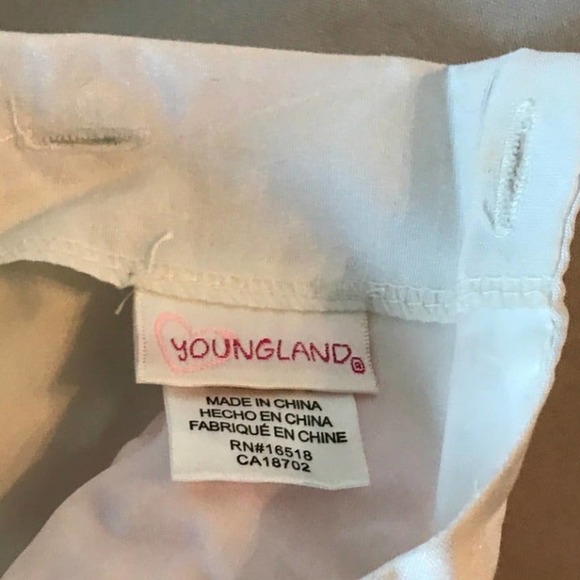 YOUNGLAND®
MADE IN CHINA
HECHO EN CHINA
FABRIQUÉ EN CHINE
RN#16518
CA18702